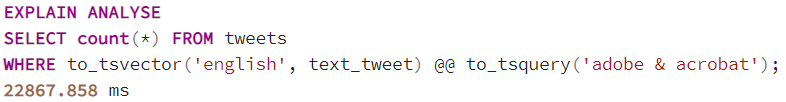 EXPLAIN ANALYSE
SELECT count(*) FROM tweets
WHERE to_tsvector('english', text_tweet) @@ to_tsquery('adobe & acrobat');
22867.858 ms